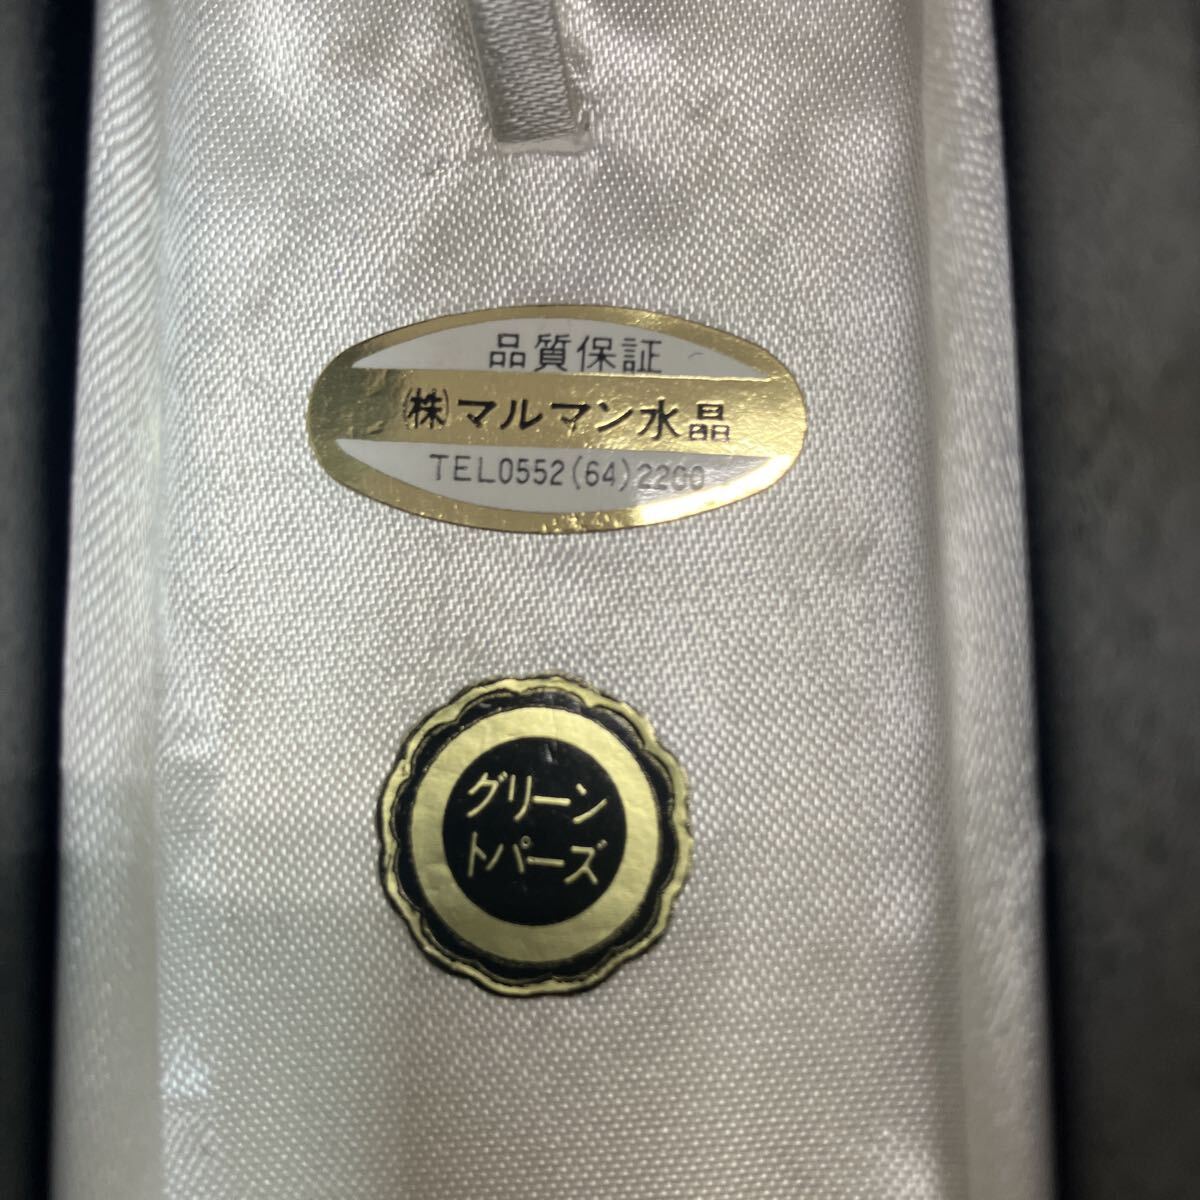 品質保証
㈱マルマン水晶
TEL0552(64)2200
グリーン
トパーズ